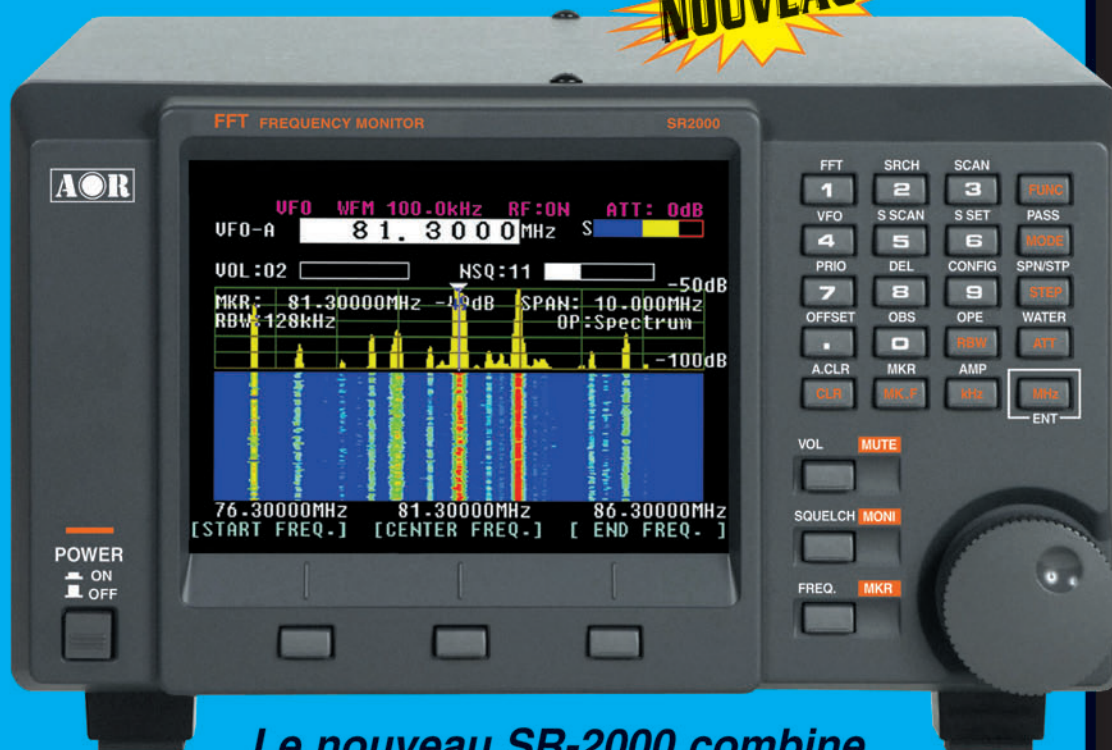 NOUVEAU
FFT FREQUENCY MONITOR SR2000
AOR
VFO WFM 100.0kHz RF:ON ATT: 0dB
VFO-A 81.3000MHz S
VOL:02 NSQ:11
-50dB
MKR: 81.30000MHz dB SPAN: 10.000MHz
RBW:128kHz OP:Spectrum
-100dB
76.30000MHz 81.30000MHz 86.30000MHz
[START FREQ.] [CENTER FREQ.] [ END FREQ. ]
FFT SRCH SCAN
1 2 3 FUNC
VFO S SCAN S SET PASS
4 5 6 MODE
PRIO DEL CONFIG SPN/STP
7 8 9 STEP
OFFSET OBS OPE WATER
. 0 RBW ATT
A.CLR MKR AMP
CLR MK.F kHz MHz
ENT
VOL MUTE
SQUELCH MONI
FREQ. MKR
POWER
ON
OFF
Le nouveau SR-2000 combine